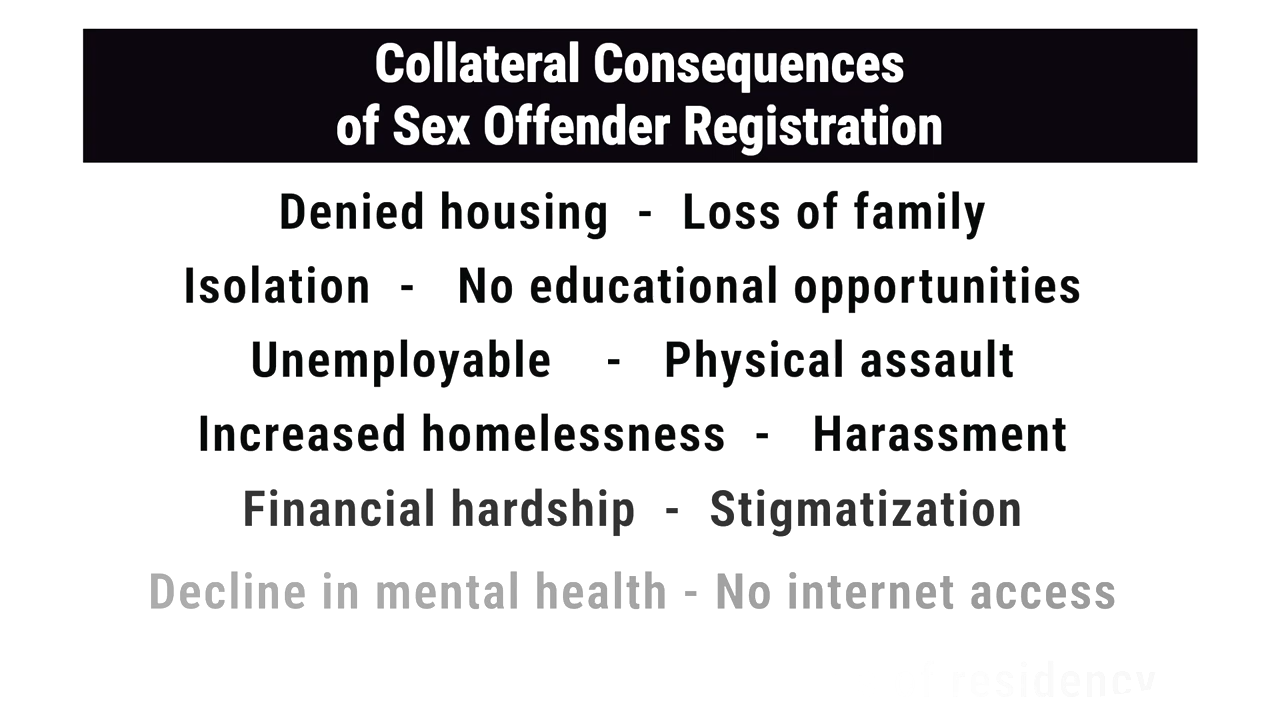 Collateral Consequences
of Sex Offender Registration
Denied housing - Loss of family
Isolation - No educational opportunities
Unemployable - Physical assault
Increased homelessness - Harassment
Financial hardship - Stigmatization
Decline in mental health - No internet access
residency